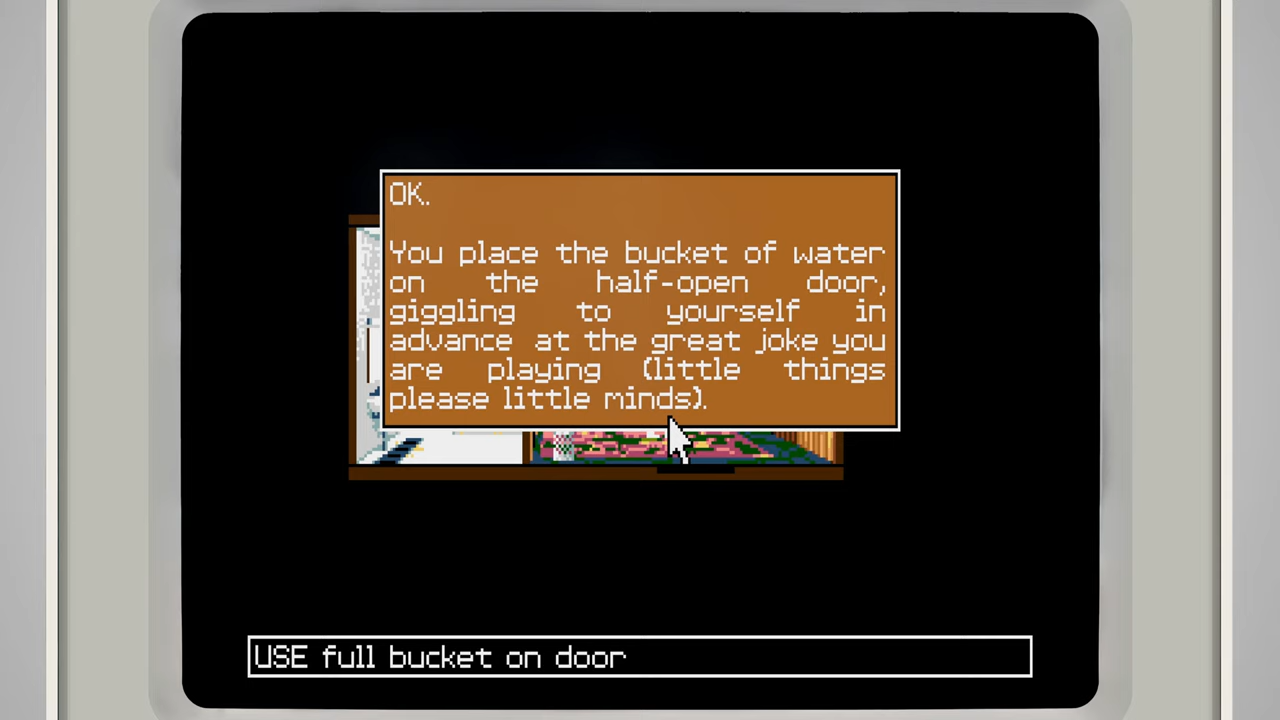 OK.
You place the bucket of water
on the half-open door,
giggling to yourself in
advance at the great joke you
are playing (little things
please little minds).
USE full bucket on door